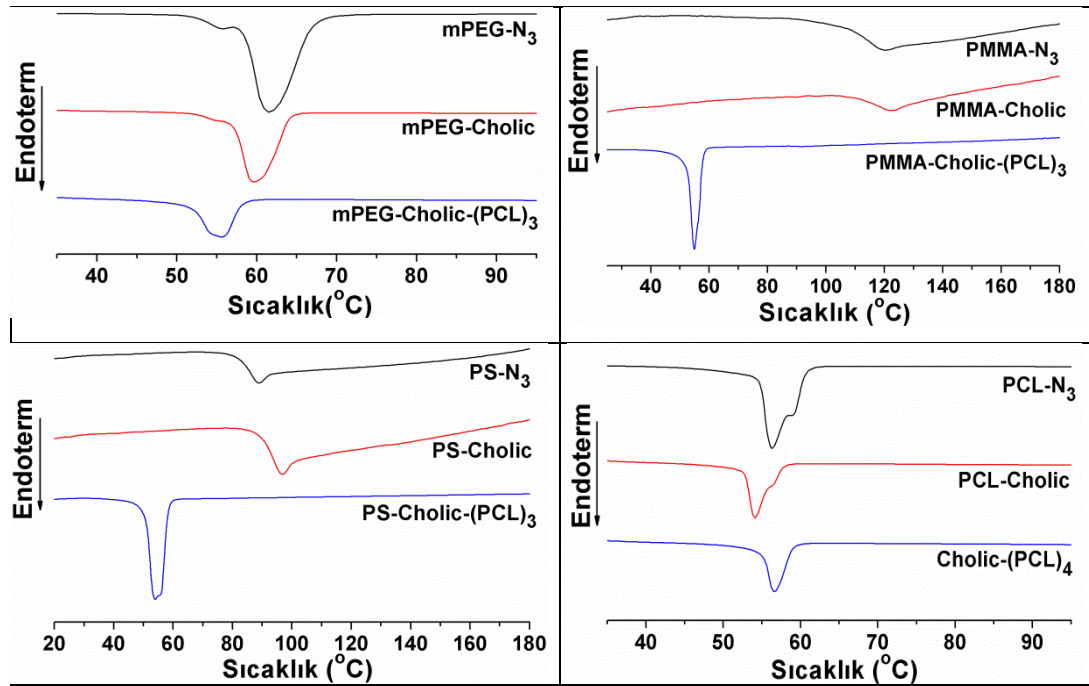 mPEG-N₃
mPEG-Cholic
mPEG-Cholic-(PCL)₃
Endoterm
40 50 60 70 80 90
Sıcaklık(°C)
PMMA-N₃
PMMA-Cholic
PMMA-Cholic-(PCL)₃
Endoterm
40 60 80 100 120 140 160 180
Sıcaklık (°C)
PS-N₃
PS-Cholic
PS-Cholic-(PCL)₃
Endoterm
20 40 60 80 100 120 140 160 180
Sıcaklık (°C)
PCL-N₃
PCL-Cholic
Cholic-(PCL)₄
Endoterm
40 50 60 70 80 90
Sıcaklık (°C)